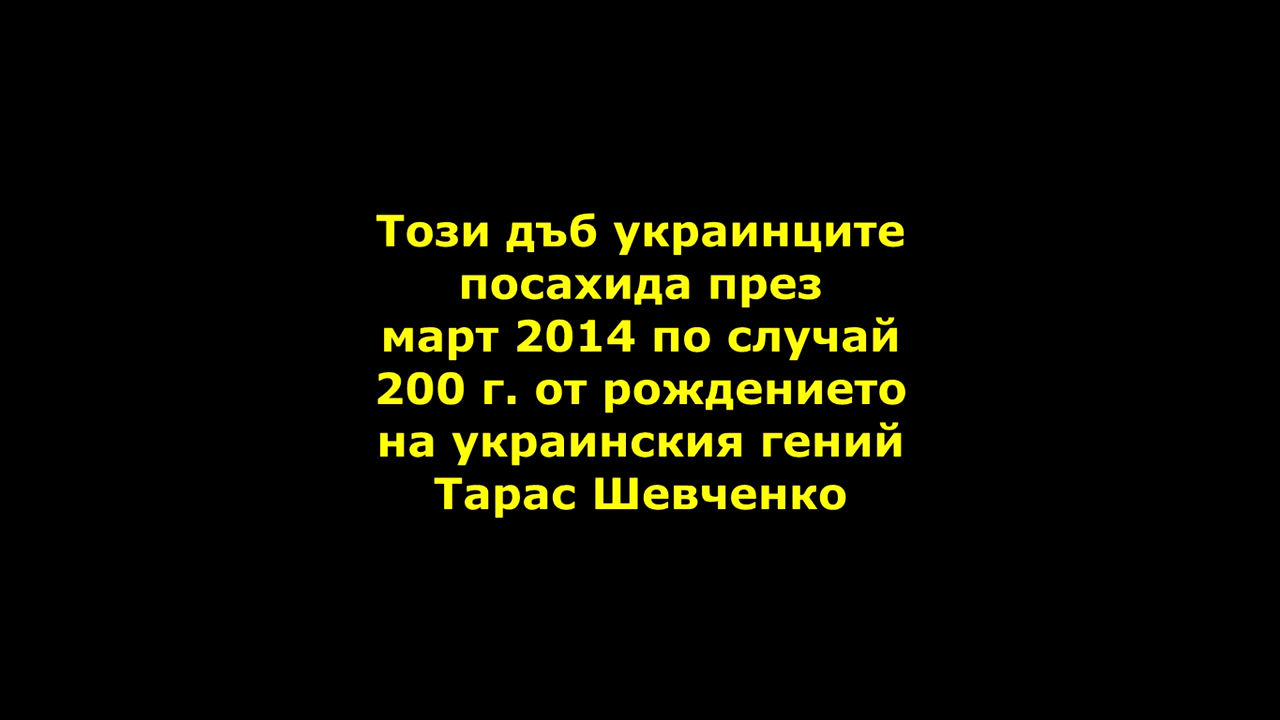 Този дъб украинците
посахида през
март 2014 по случай
200 г. от рождението
на украинския гений
Тарас Шевченко